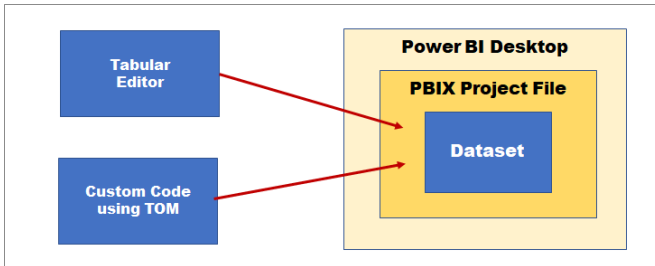 Tabular
Editor
Custom Code
using TOM
Power BI Desktop
PBIX Project File
Dataset